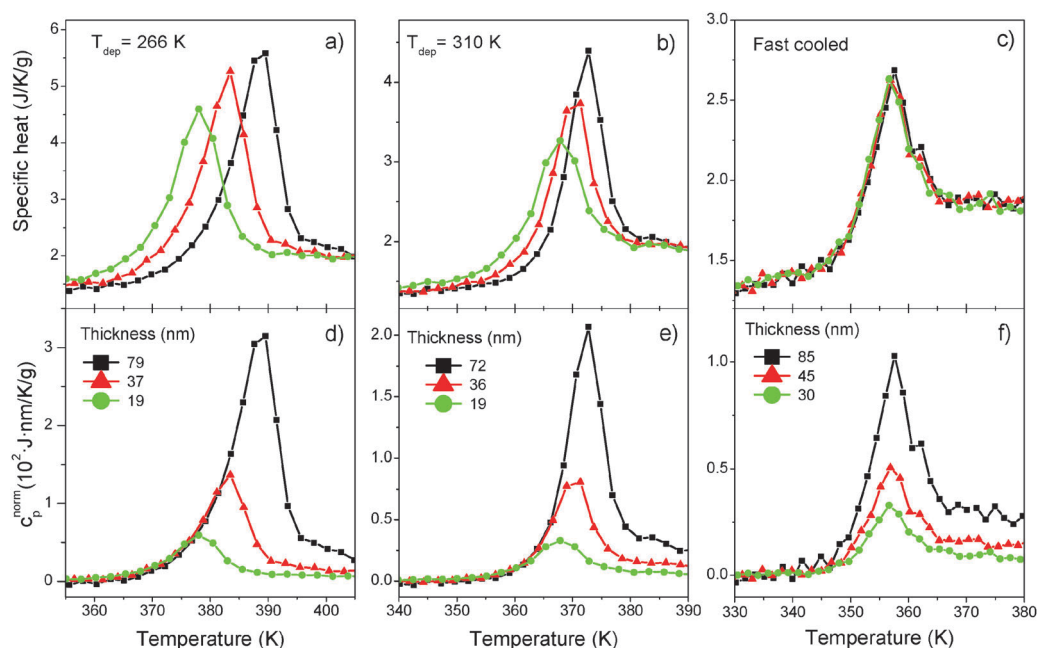 Specific heat (J/K/g)
T_dep = 266 K
a)
5
4
3
2
T_dep = 310 K
b)
4
3
2
Fast cooled
c)
3.0
2.5
2.0
1.5
c_p^norm (10²·J·nm/K/g)
Thickness (nm)
79
37
19
d)
3
2
1
0
360 370 380 390 400
Temperature (K)
Thickness (nm)
72
36
19
e)
2.0
1.5
1.0
0.5
0.0
340 350 360 370 380 390
Temperature (K)
Thickness (nm)
85
45
30
f)
1.0
0.5
0.0
330 340 350 360 370 380
Temperature (K)